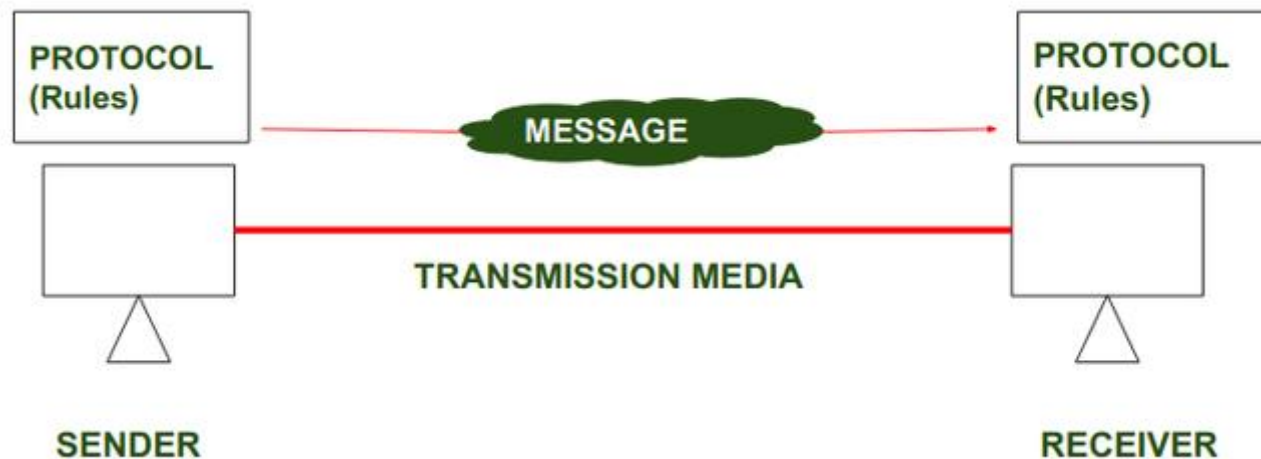 PROTOCOL
(Rules)
MESSAGE
PROTOCOL
(Rules)
TRANSMISSION MEDIA
SENDER
RECEIVER